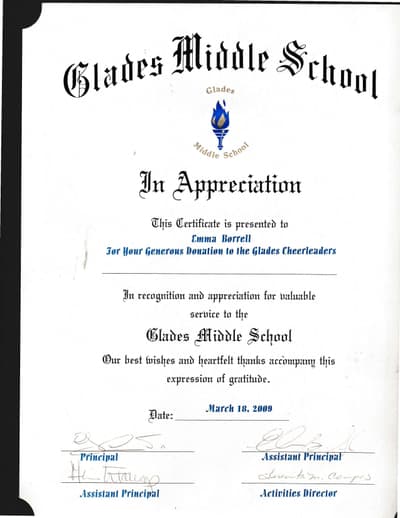 Glades Middle School
Glades
Middle School
In Appreciation
This Certificate is presented to
Emma Borrell
For Your Generous Donation to the Glades Cheerleaders
In recognition and appreciation for valuable
service to the
Glades Middle School
Our best wishes and heartfelt thanks accompany this
expression of gratitude.
Date: March 18, 2009
Principal
Assistant Principal
Assistant Principal
Activities Director